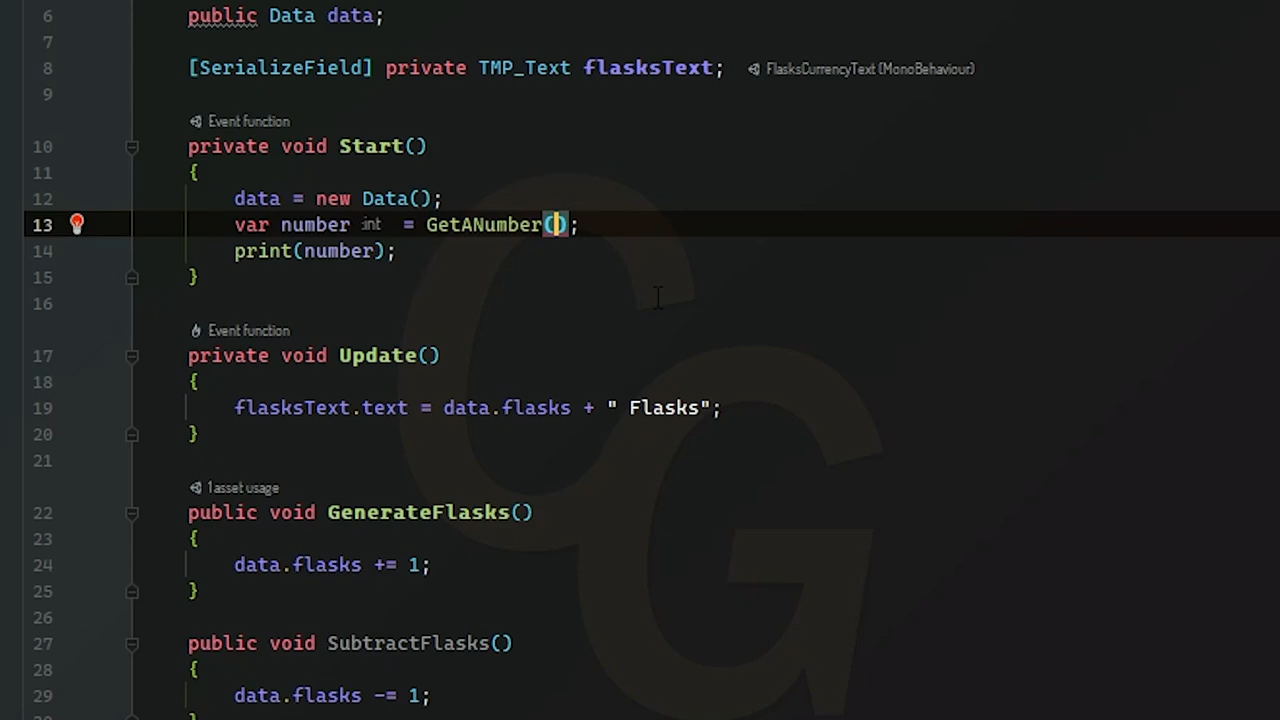 6 public Data data;
7
8 [SerializeField] private TMP_Text flasksText; FlasksCurrencyText (MonoBehaviour)
9
Event function
10 private void Start()
11 {
12 data = new Data();
13 var number :int = GetANumber();
14 print(number);
15 }
16
Event function
17 private void Update()
18 {
19 flasksText.text = data.flasks + " Flasks";
20 }
21
1 asset usage
22 public void GenerateFlasks()
23 {
24 data.flasks += 1;
25 }
26
27 public void SubtractFlasks()
28 {
29 data.flasks -= 1;
}
CG